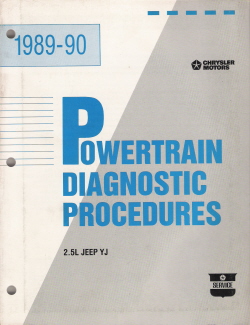 1989-90
CHRYSLER
MOTORS
POWERTRAIN
DIAGNOSTIC
PROCEDURES
2.5L JEEP YJ
SERVICE